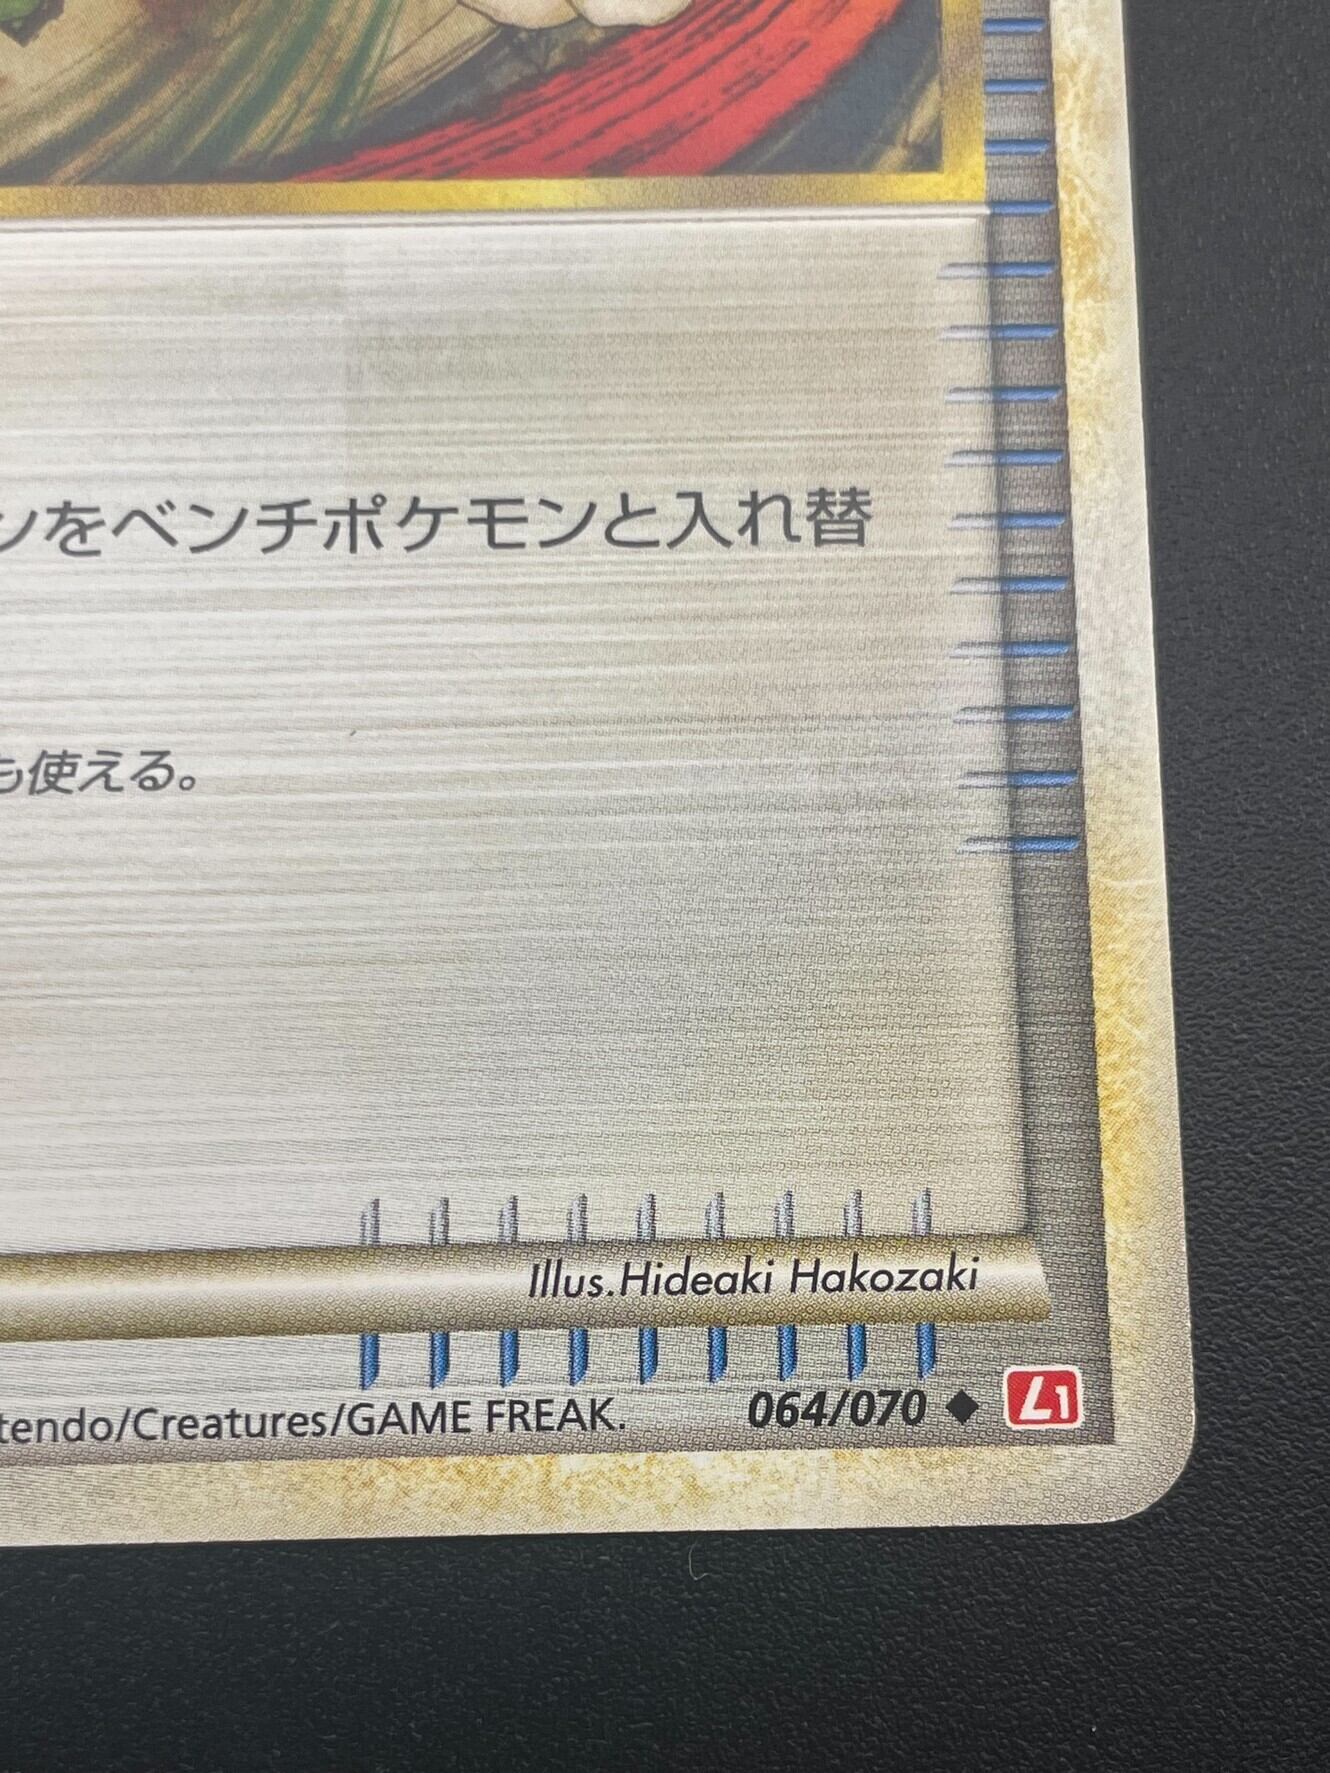 ンをベンチポケモンと入れ替
も使える。
Illus.Hideaki Hakozaki
tendo/Creatures/GAME FREAK.
064/070 ◆ L1